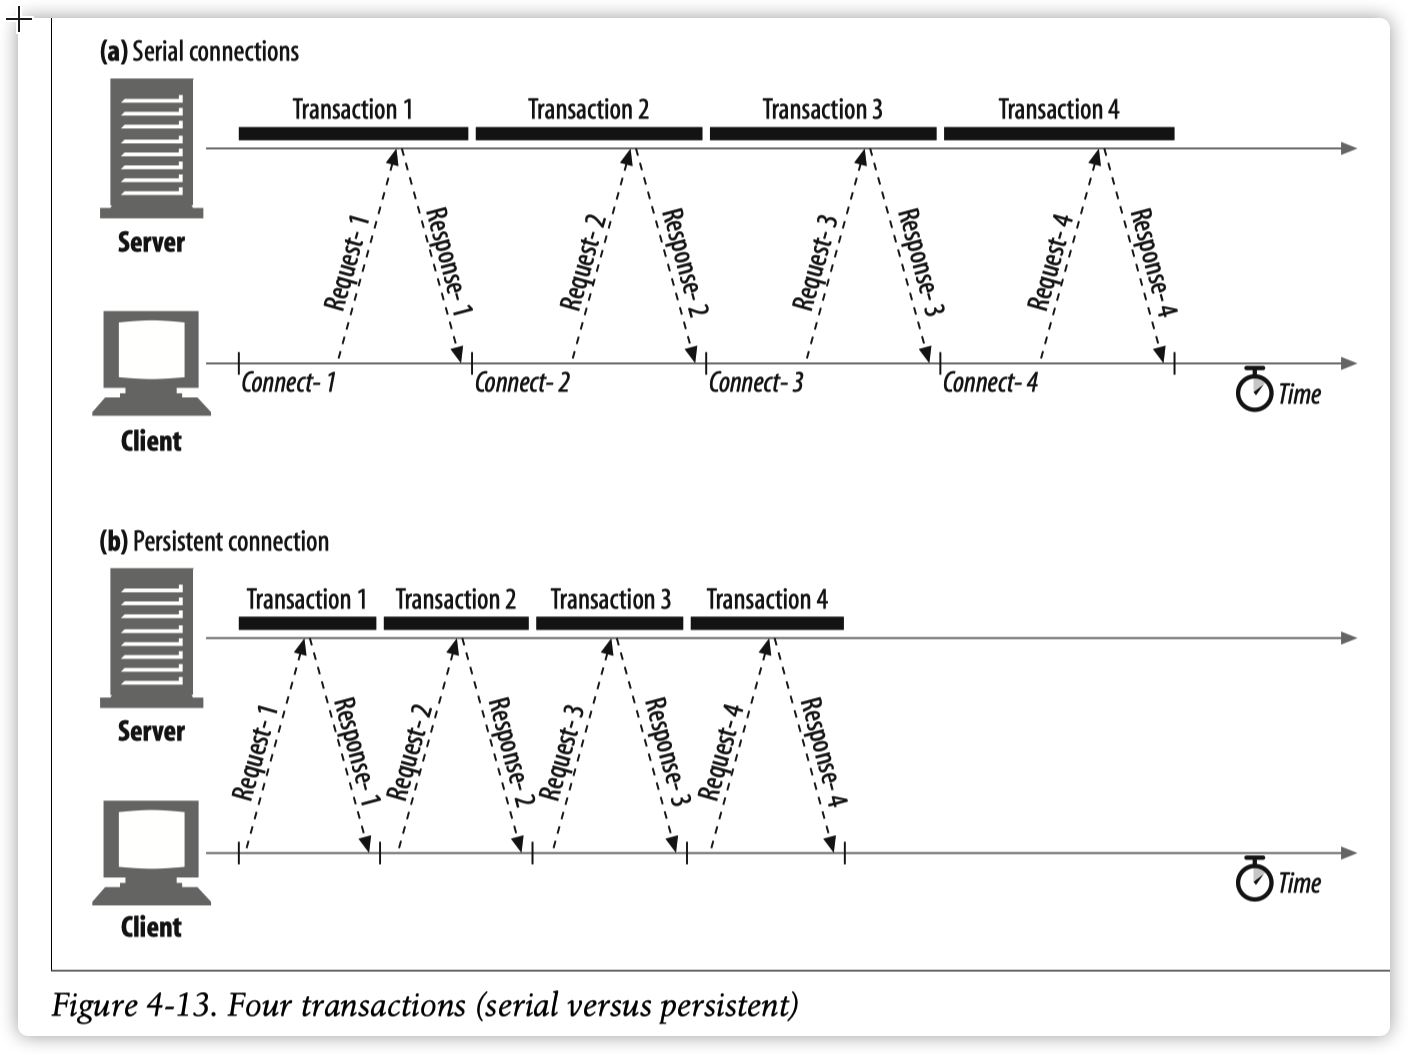 (a) Serial connections
Transaction 1
Transaction 2
Transaction 3
Transaction 4
Server
Request- 1
Response- 1
Request- 2
Response- 2
Request- 3
Response- 3
Request- 4
Response- 4
Connect- 1
Connect- 2
Connect- 3
Connect- 4
Time
Client
(b) Persistent connection
Transaction 1
Transaction 2
Transaction 3
Transaction 4
Server
Request- 1
Response- 1
Request- 2
Response- 2
Request- 3
Response- 3
Request- 4
Response- 4
Time
Client
Figure 4-13. Four transactions (serial versus persistent)